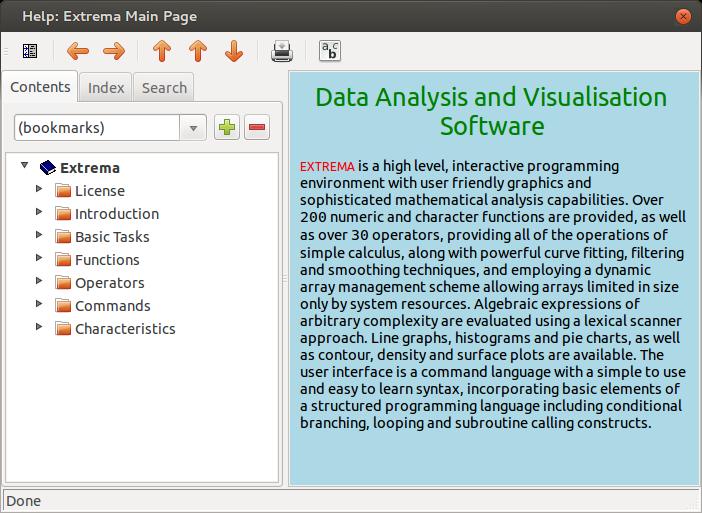 Help: Extrema Main Page
a b c
Contents
Index
Search
(bookmarks)
Extrema
License
Introduction
Basic Tasks
Functions
Operators
Commands
Characteristics
Data Analysis and Visualisation
Software
EXTREMA is a high level, interactive programming
environment with user friendly graphics and
sophisticated mathematical analysis capabilities. Over
200 numeric and character functions are provided, as well
as over 30 operators, providing all of the operations of
simple calculus, along with powerful curve fitting, filtering
and smoothing techniques, and employing a dynamic
array management scheme allowing arrays limited in size
only by system resources. Algebraic expressions of
arbitrary complexity are evaluated using a lexical scanner
approach. Line graphs, histograms and pie charts, as well
as contour, density and surface plots are available. The
user interface is a command language with a simple to use
and easy to learn syntax, incorporating basic elements of
a structured programming language including conditional
branching, looping and subroutine calling constructs.
Done